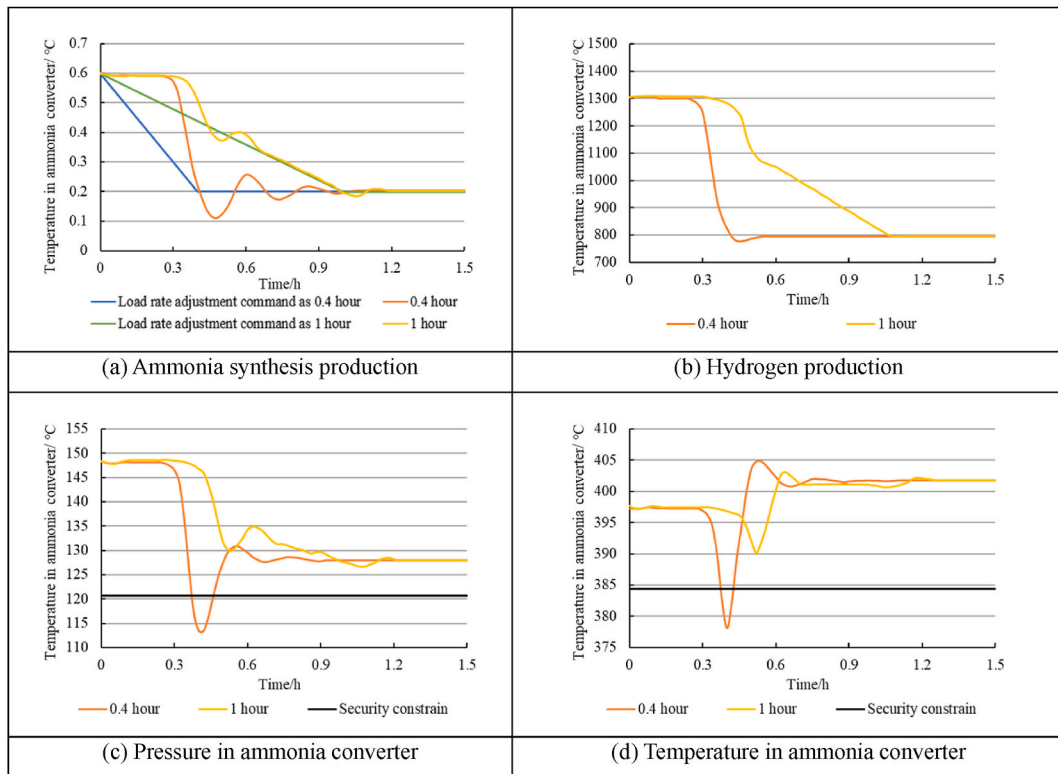 Temperature in ammonia converter/ °C
0.7
0.6
0.5
0.4
0.3
0.2
0.1
0
0 0.3 0.6 0.9 1.2 1.5
Time/h
Load rate adjustment command as 0.4 hour 0.4 hour
Load rate adjustment command as 1 hour 1 hour
(a) Ammonia synthesis production
Temperature in ammonia converter/ °C
1500
1400
1300
1200
1100
1000
900
800
700
0 0.3 0.6 0.9 1.2 1.5
Time/h
0.4 hour 1 hour
(b) Hydrogen production
Temperature in ammonia converter/ °C
155
150
145
140
135
130
125
120
115
110
0 0.3 0.6 0.9 1.2 1.5
Time/h
0.4 hour 1 hour Security constrain
(c) Pressure in ammonia converter
Temperature in ammonia converter/ °C
410
405
400
395
390
385
380
375
0 0.3 0.6 0.9 1.2 1.5
Time/h
0.4 hour 1 hour Security constrain
(d) Temperature in ammonia converter